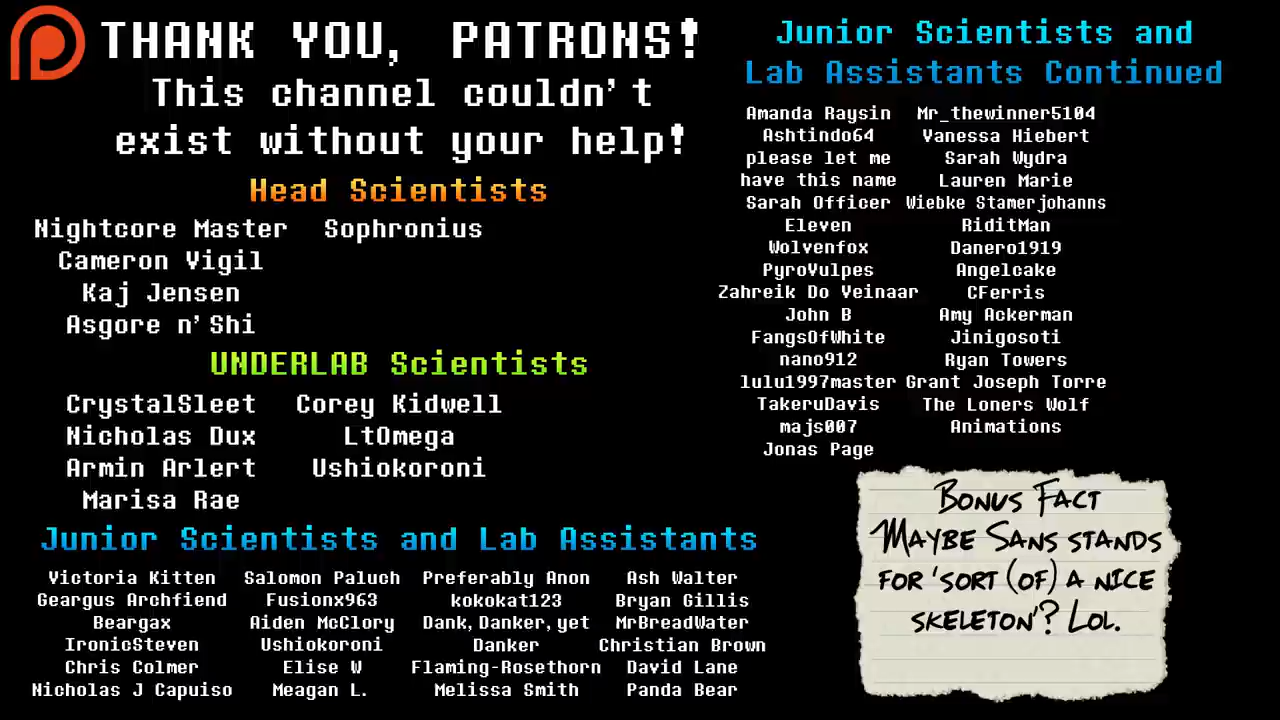 THANK YOU, PATRONS!
This channel couldn't
exist without your help!
Head Scientists
Nightcore Master
Cameron Vigil
Kaj Jensen
Asgore n'Shi
Sophronius
UNDERLAB Scientists
CrystalSleet
Nicholas Dux
Armin Arlert
Marisa Rae
Corey Kidwell
LtOmega
Ushiokoroni
Junior Scientists and Lab Assistants
Victoria Kitten
Geargus Archfiend
Beargax
IronicSteven
Chris Colmer
Nicholas J Capuiso
Salomon Paluch
Fusionx963
Aiden McClory
Ushiokoroni
Elise W
Meagan L.
Preferably Anon
kokokat123
Dank, Danker, yet
Danker
Flaming-Rosethorn
Melissa Smith
Ash Walter
Bryan Gillis
MrBreadWater
Christian Brown
David Lane
Panda Bear
Junior Scientists and
Lab Assistants Continued
Amanda Raysin
Ashtindo64
please let me
have this name
Sarah Officer
Eleven
Wolvenfox
PyroVulpes
Zahreik Do Veinaar
John B
FangsOfWhite
nano912
lulu1997master
TakeruDavis
majs007
Jonas Page
Mr_thewinner5104
Vanessa Hiebert
Sarah Wydra
Lauren Marie
Wiebke Stamerjohanns
RiditMan
Danero1919
Angelcake
CFerris
Amy Ackerman
Jinigosoti
Ryan Towers
Grant Joseph Torre
The Loners Wolf
Animations
Bonus Fact
Maybe Sans stands
for 'sort (of) a nice
skeleton'? Lol.